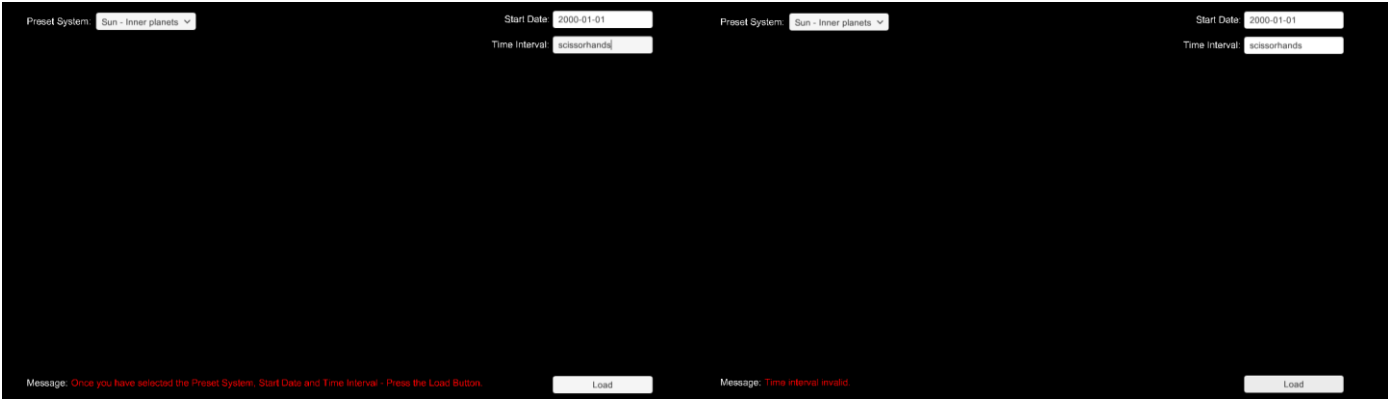 Preset System: Sun - Inner planets
Start Date: 2000-01-01
Time Interval: scissorhands
Message: Once you have selected the Preset System, Start Date and Time Interval - Press the Load Button.
Load
Preset System: Sun - Inner planets
Start Date: 2000-01-01
Time Interval: scissorhands
Message: Time interval invalid.
Load